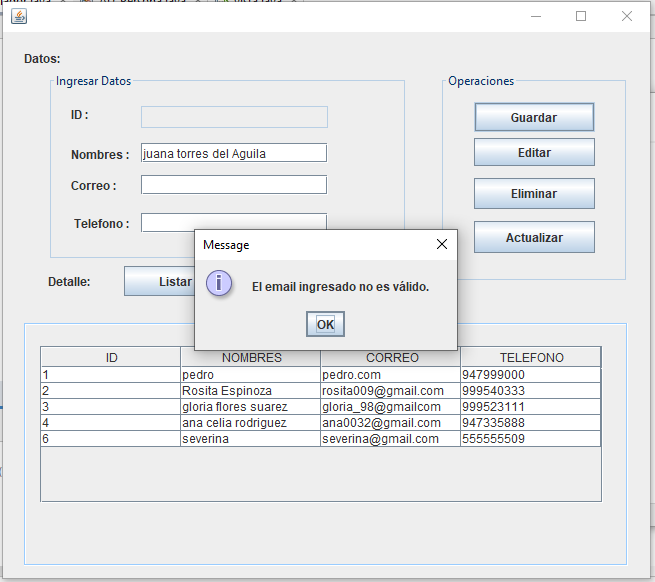 Datos:
Ingresar Datos
Operaciones
ID :
Guardar
Nombres :
juana torres del Aguila
Editar
Correo :
Eliminar
Telefono :
Actualizar
Message
El email ingresado no es válido.
OK
Detalle:
Listar
ID NOMBRES CORREO TELEFONO
1 pedro pedro.com 947999000
2 Rosita Espinoza rosita009@gmail.com 999540333
3 gloria flores suarez gloria_98@gmailcom 999523111
4 ana celia rodriguez ana0032@gmail.com 947335888
6 severina severina@gmail.com 555555509